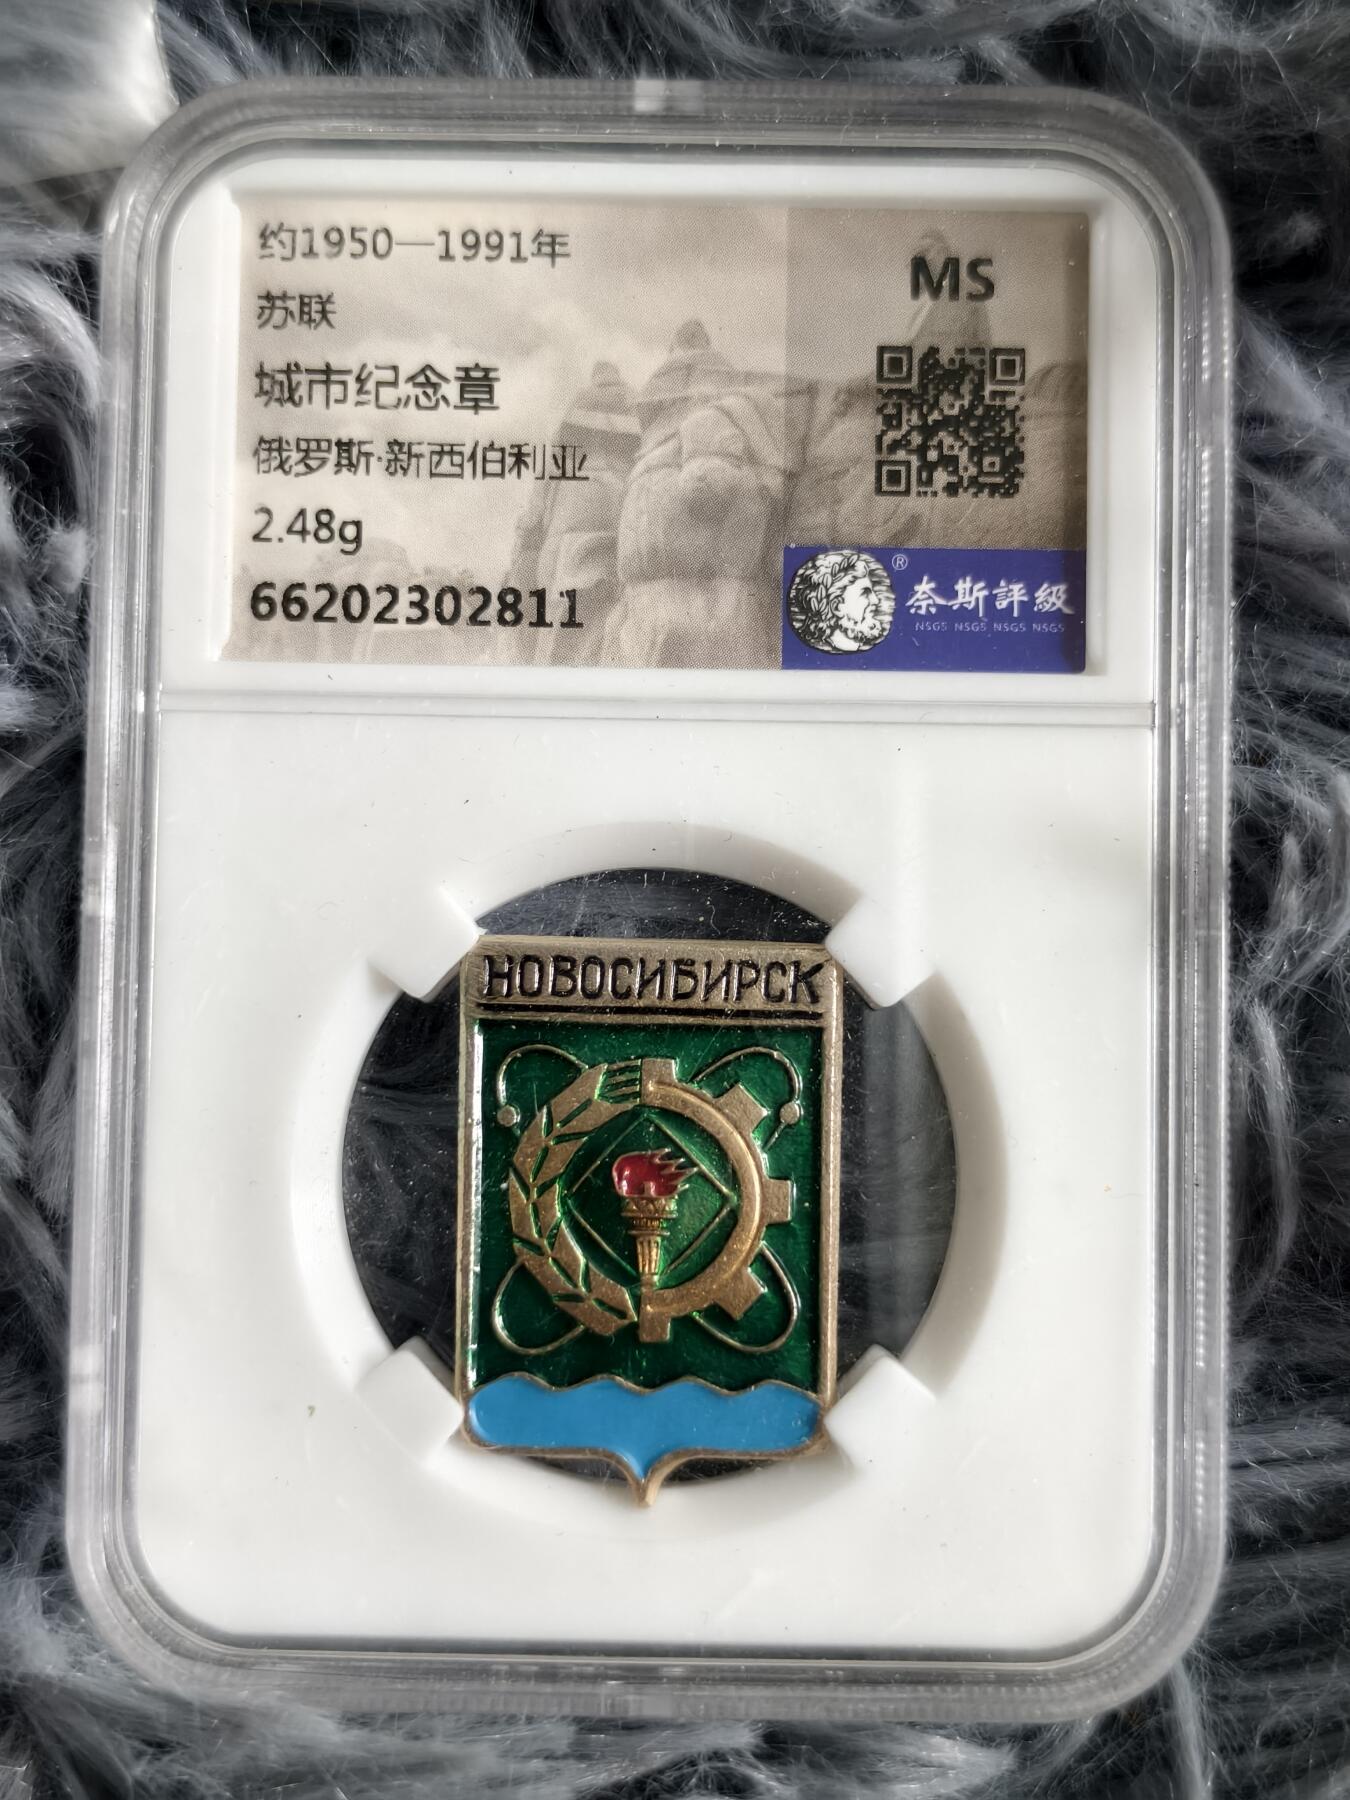 约1950—1991年
苏联
城市纪念章
俄罗斯·新西伯利亚
2.48g
66202302811
MS
®
奈斯評級
NSGS NSGS NSGS NSGS
НОВОСИБИРСК